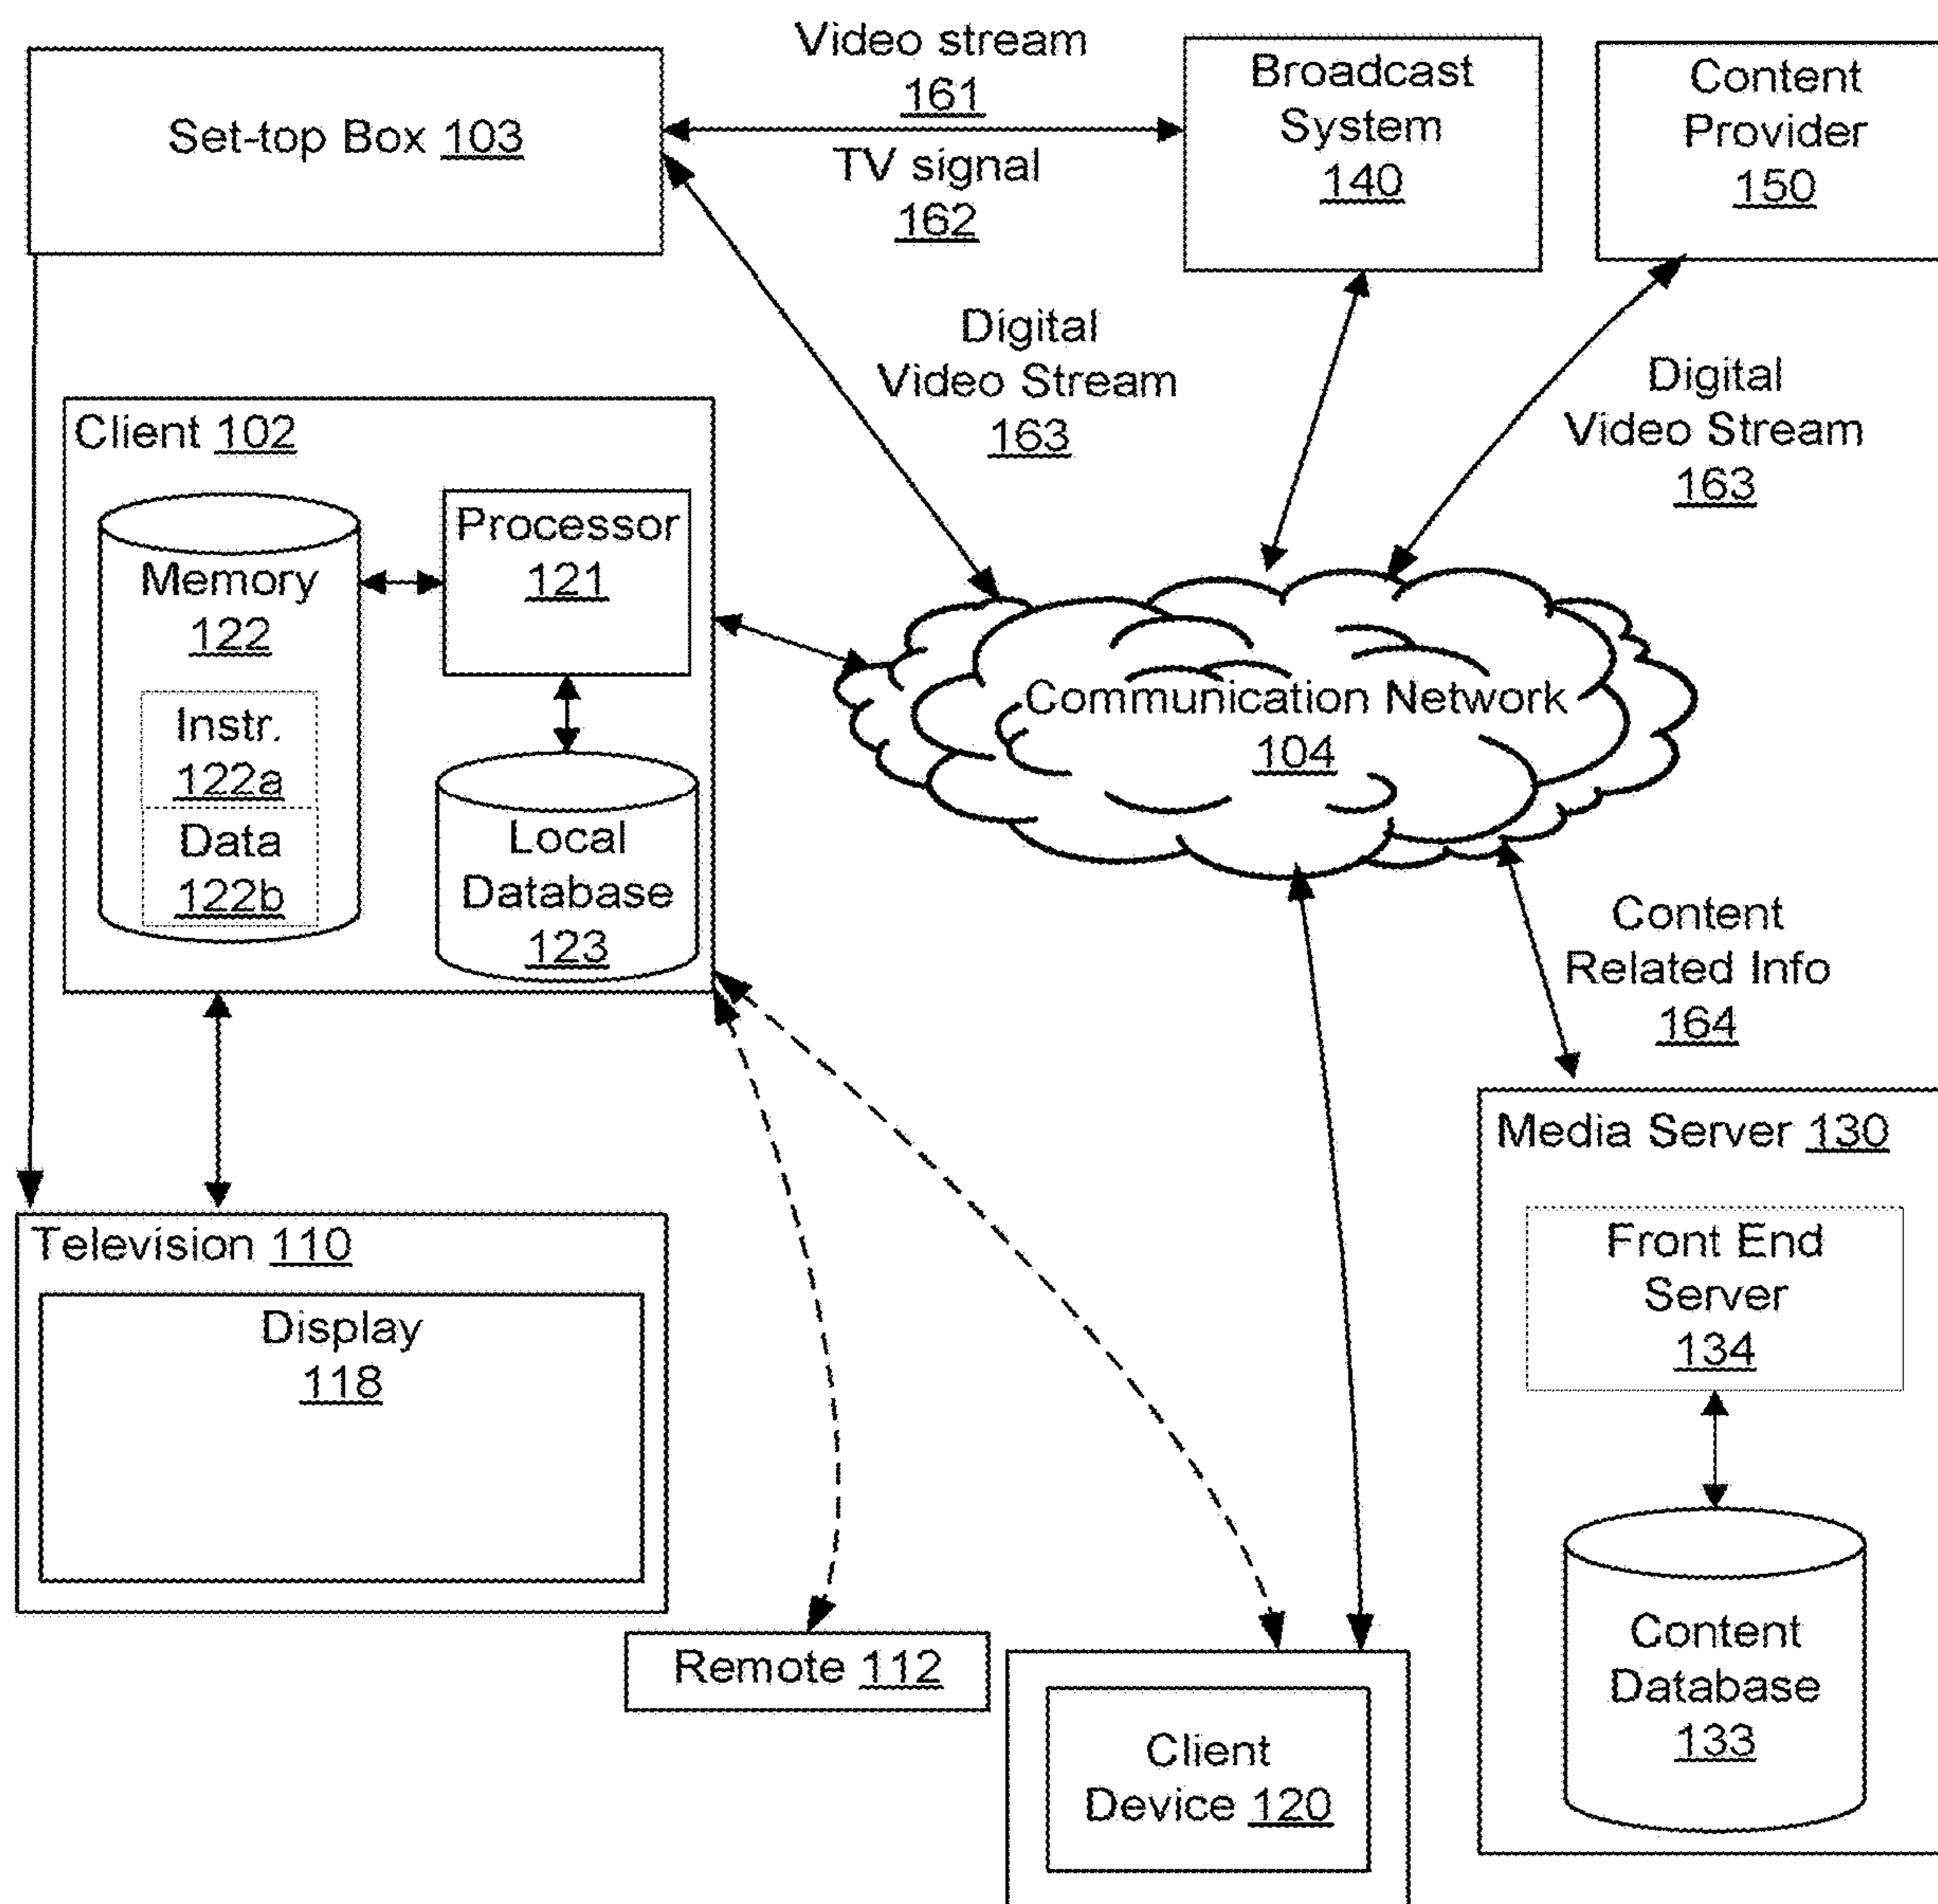 Set-top Box 103
Video stream
161
TV signal
162
Broadcast
System
140
Content
Provider
150
Digital
Video Stream
163
Digital
Video Stream
163
Client 102
Memory
122
Processor
121
Instr.
122a
Data
122b
Local
Database
123
Communication Network
104
Content
Related Info
164
Television 110
Display
118
Media Server 130
Front End
Server
134
Content
Database
133
Remote 112
Client
Device 120